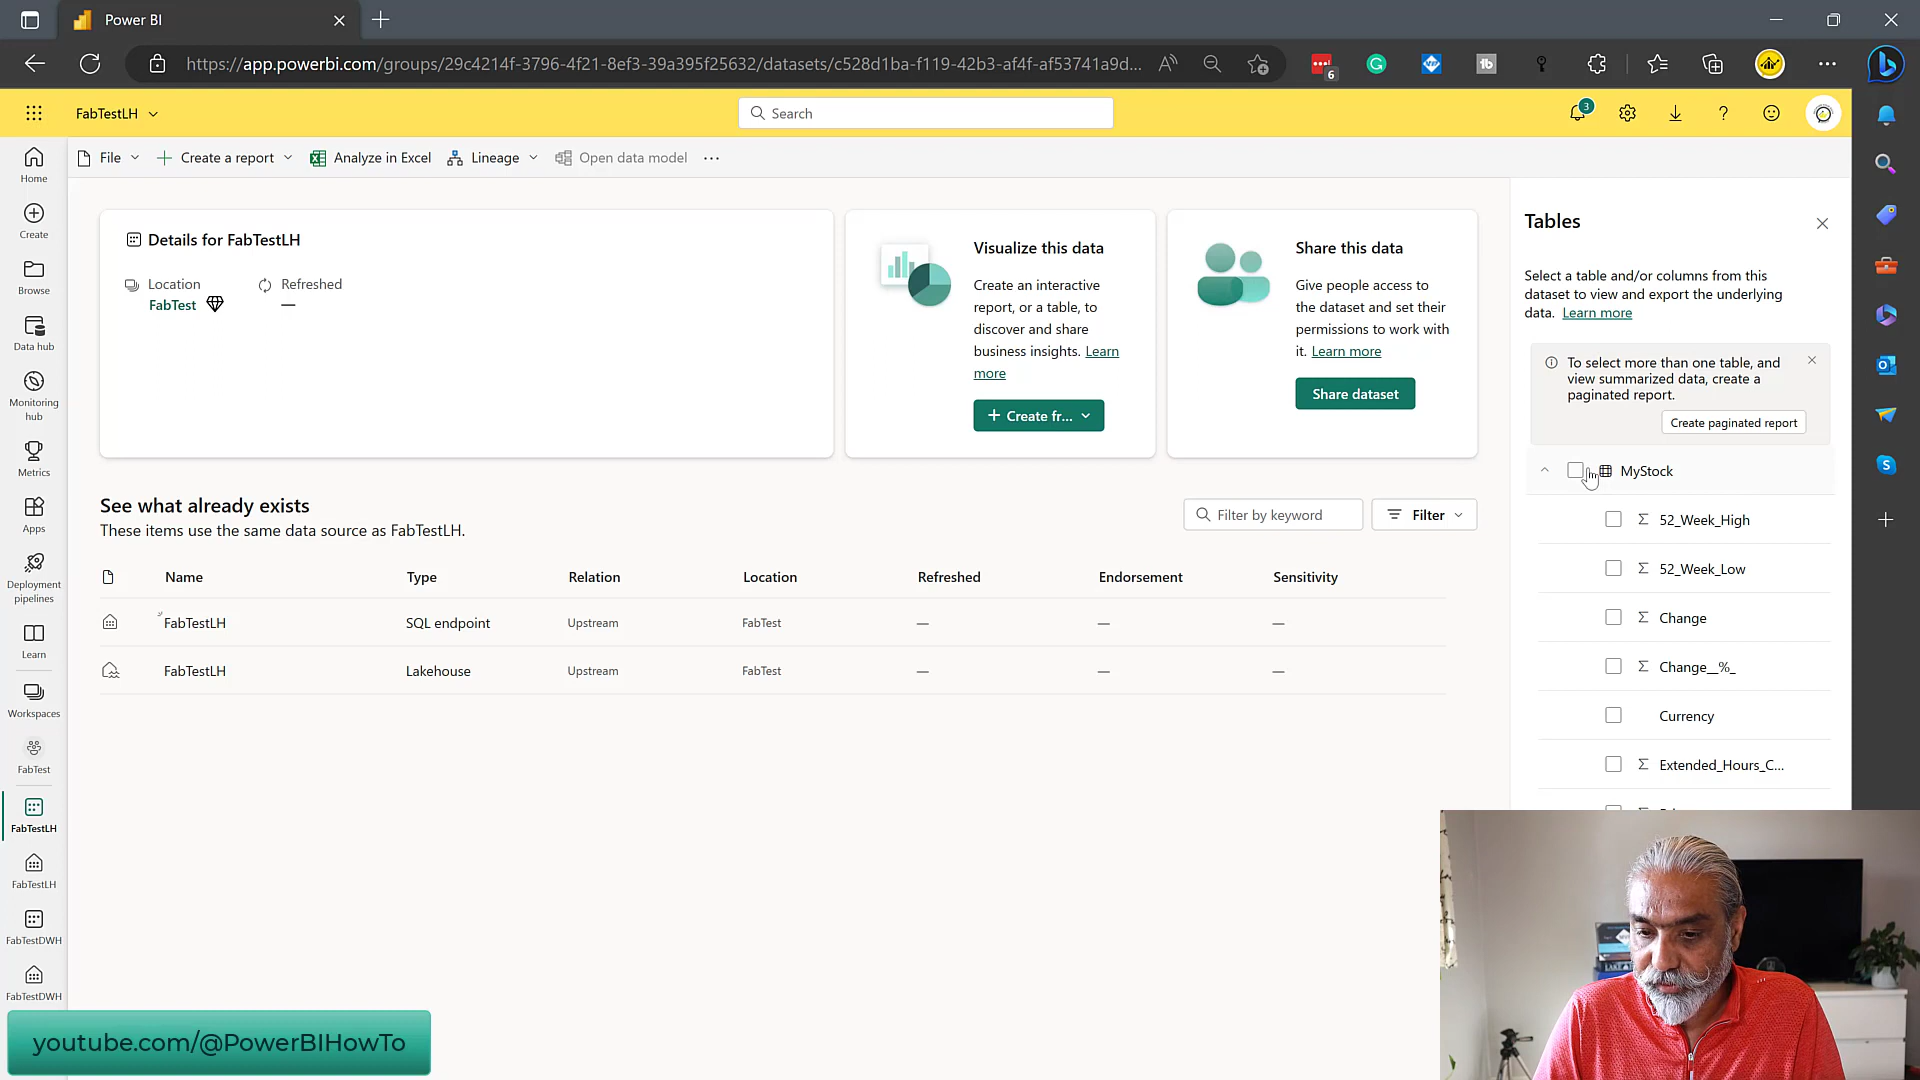 Power BI
https://app.powerbi.com/groups/29c4214f-3796-4f21-8ef3-39a395f25632/datasets/c528d1ba-f119-42b3-af4f-af53741a9d...
6
FabTestLH
Search
3
File
Create a report
Analyze in Excel
Lineage
Open data model
Home
Create
Browse
Data hub
Monitoring
hub
Metrics
Apps
Deployment
pipelines
Learn
Workspaces
FabTest
FabTestLH
FabTestLH
FabTestDWH
FabTestDWH
Details for FabTestLH
Location
FabTest
Refreshed
—
Visualize this data
Create an interactive
report, or a table, to
discover and share
business insights. Learn
more
+ Create fr...
Share this data
Give people access to
the dataset and set their
permissions to work with
it. Learn more
Share dataset
See what already exists
These items use the same data source as FabTestLH.
Filter by keyword
Filter
Name Type Relation Location Refreshed Endorsement Sensitivity
FabTestLH SQL endpoint Upstream FabTest — — —
FabTestLH Lakehouse Upstream FabTest — — —
Tables
Select a table and/or columns from this
dataset to view and export the underlying
data. Learn more
To select more than one table, and
view summarized data, create a
paginated report.
Create paginated report
MyStock
Σ 52_Week_High
Σ 52_Week_Low
Σ Change
Σ Change__%_
Currency
Σ Extended_Hours_C...
youtube.com/@PowerBIHowTo